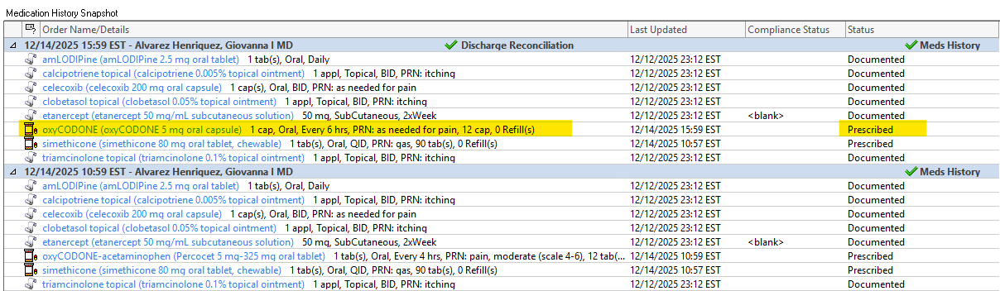 Medication History Snapshot
Order Name/Details Last Updated Compliance Status Status
12/14/2025 15:59 EST - Alvarez Henriquez, Giovanna I MD Discharge Reconciliation Meds History
amLODIPine (amLODIPine 2.5 mg oral tablet) 1 tab(s), Oral, Daily 12/12/2025 23:12 EST Documented
calcipotriene topical (calcipotriene 0.005% topical ointment) 1 appl, Topical, BID, PRN: itching 12/12/2025 23:12 EST Documented
celecoxib (celecoxib 200 mg oral capsule) 1 cap(s), Oral, BID, PRN: as needed for pain 12/12/2025 23:12 EST Documented
clobetasol topical (clobetasol 0.05% topical ointment) 1 appl, Topical, BID, PRN: itching 12/12/2025 23:12 EST Documented
etanercept (etanercept 50 mg/mL subcutaneous solution) 50 mg, SubCutaneous, 2xWeek 12/12/2025 23:12 EST <blank> Documented
oxyCODONE (oxyCODONE 5 mg oral capsule) 1 cap, Oral, Every 6 hrs, PRN: as needed for pain, 12 cap, 0 Refill(s) 12/14/2025 15:59 EST Prescribed
simethicone (simethicone 80 mg oral tablet, chewable) 1 tab(s), Oral, QID, PRN: gas, 90 tab(s), 0 Refill(s) 12/14/2025 10:57 EST Prescribed
triamcinolone topical (triamcinolone 0.1% topical ointment) 1 appl, Topical, BID, PRN: itching 12/12/2025 23:12 EST Documented
12/14/2025 10:59 EST - Alvarez Henriquez, Giovanna I MD Meds History
amLODIPine (amLODIPine 2.5 mg oral tablet) 1 tab(s), Oral, Daily 12/12/2025 23:12 EST Documented
calcipotriene topical (calcipotriene 0.005% topical ointment) 1 appl, Topical, BID, PRN: itching 12/12/2025 23:12 EST Documented
celecoxib (celecoxib 200 mg oral capsule) 1 cap(s), Oral, BID, PRN: as needed for pain 12/12/2025 23:12 EST Documented
clobetasol topical (clobetasol 0.05% topical ointment) 1 appl, Topical, BID, PRN: itching 12/12/2025 23:12 EST Documented
etanercept (etanercept 50 mg/mL subcutaneous solution) 50 mg, SubCutaneous, 2xWeek 12/12/2025 23:12 EST <blank> Documented
oxyCODONE-acetaminophen (Percocet 5 mg-325 mg oral tablet) 1 tab(s), Oral, Every 4 hrs, PRN: pain, moderate (scale 4-6), 12 tab(... 12/14/2025 10:59 EST Prescribed
simethicone (simethicone 80 mg oral tablet, chewable) 1 tab(s), Oral, QID, PRN: gas, 90 tab(s), 0 Refill(s) 12/14/2025 10:57 EST Prescribed
triamcinolone topical (triamcinolone 0.1% topical ointment) 1 appl, Topical, BID, PRN: itching 12/12/2025 23:12 EST Documented